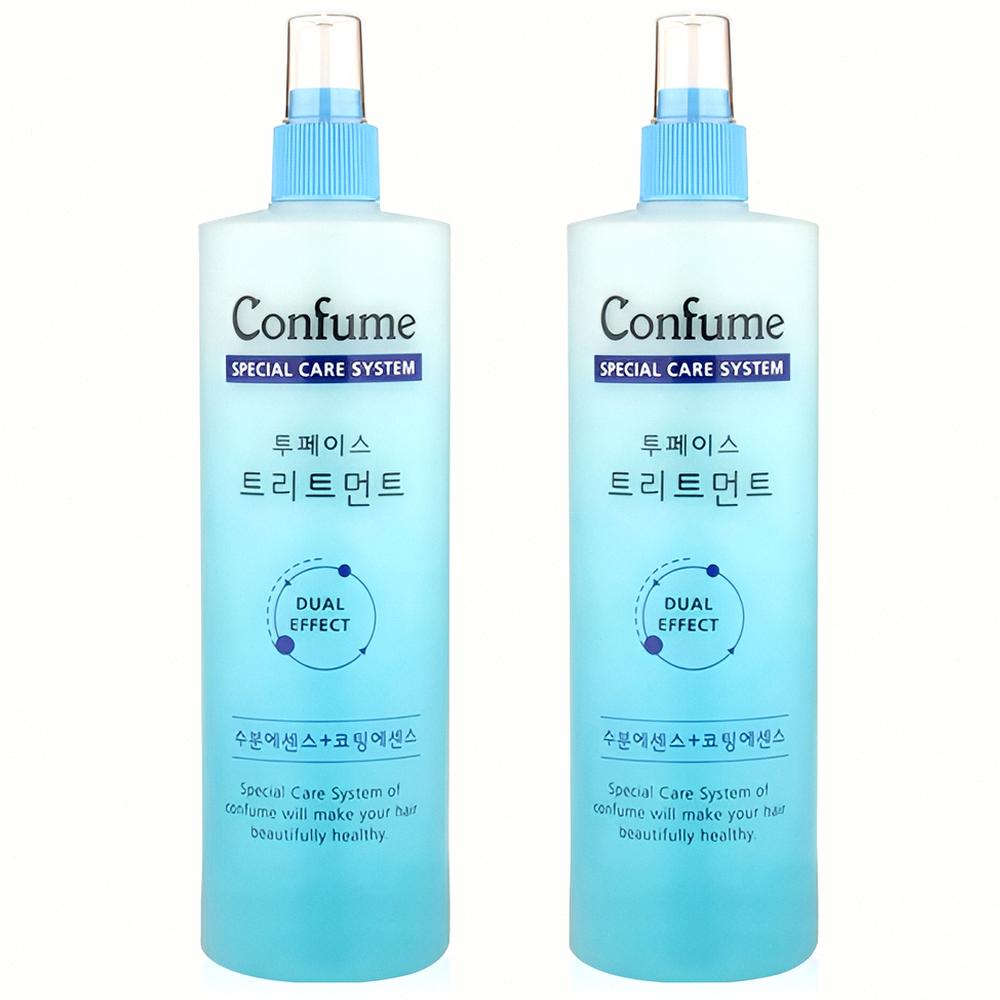 Confume
SPECIAL CARE SYSTEM
투페이스
트리트먼트
DUAL
EFFECT
수분에센스+코팅에센스
Special Care System of
confume will make your hair
beautifully healthy.
Confume
SPECIAL CARE SYSTEM
투페이스
트리트먼트
DUAL
EFFECT
수분에센스+코팅에센스
Special Care System of
confume will make your hair
beautifully healthy.